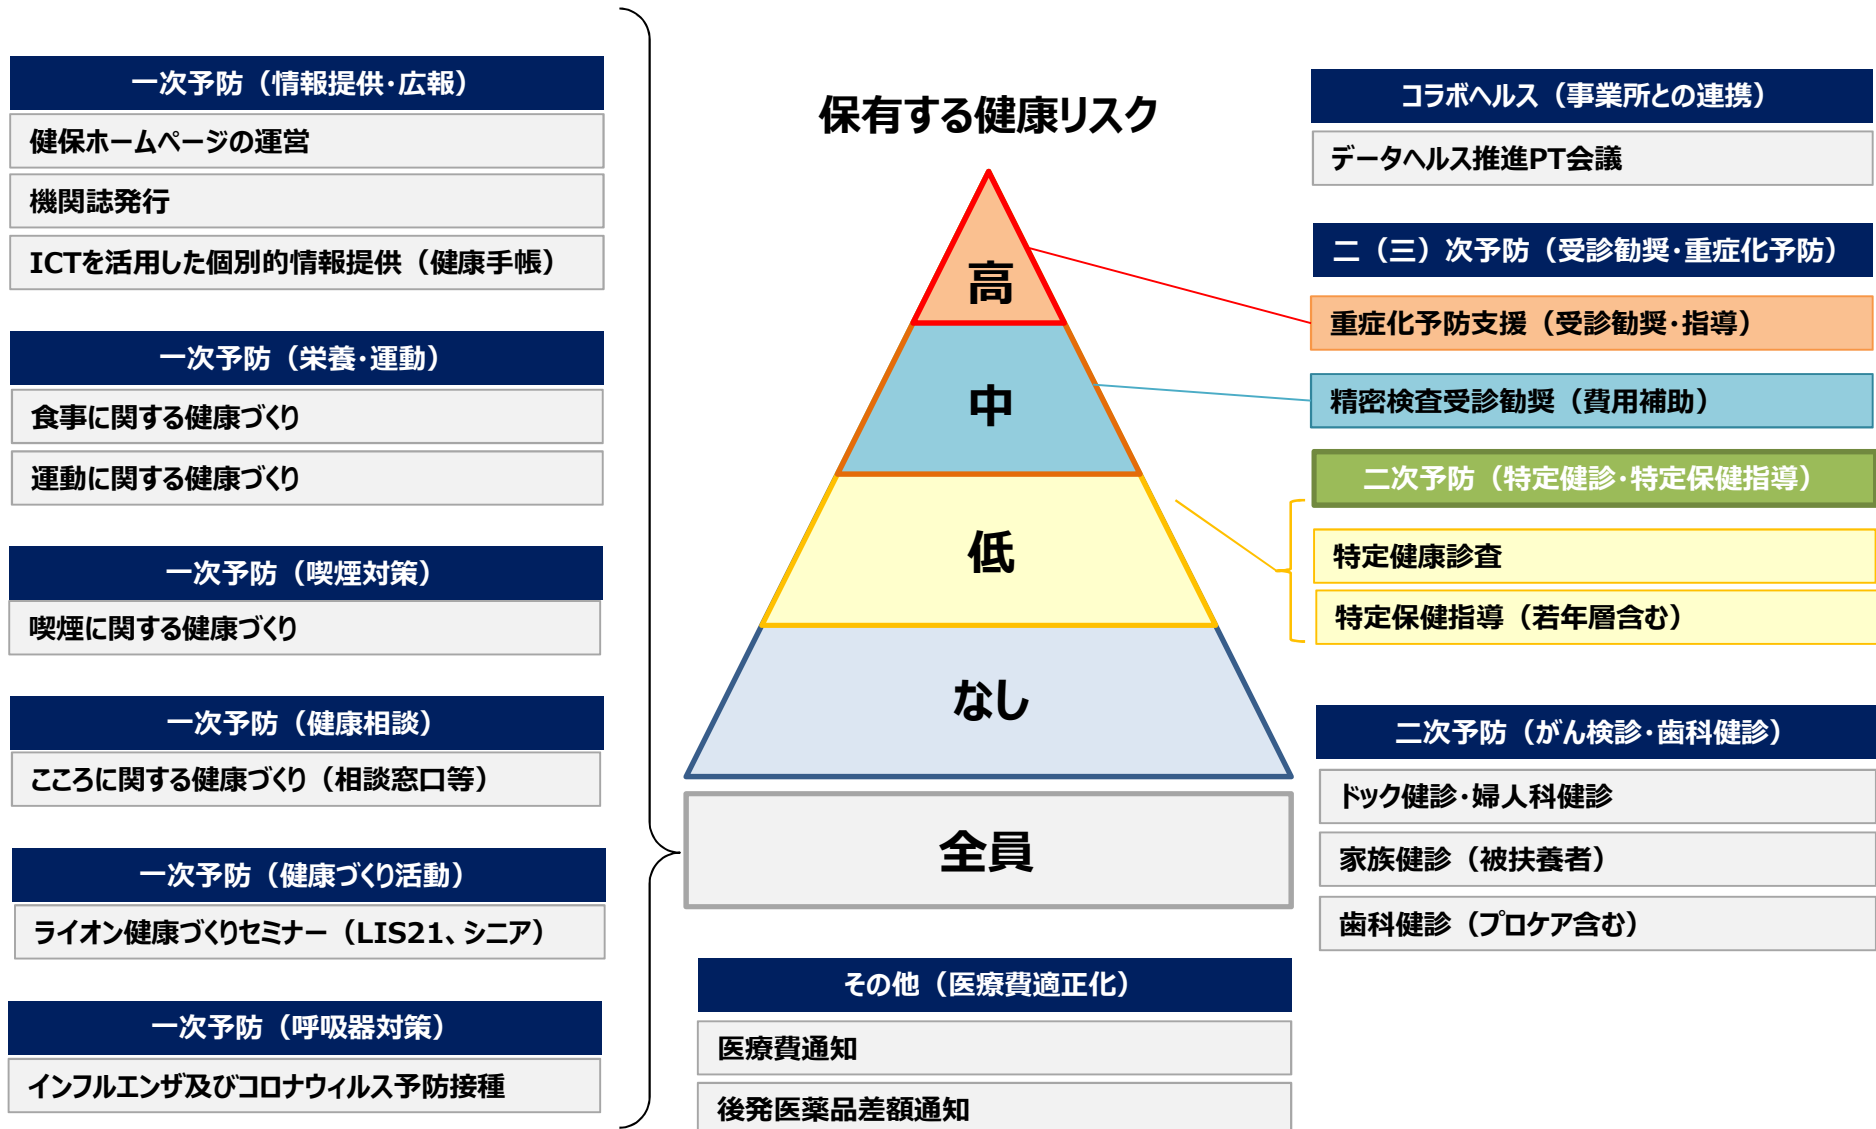 一次予防（情報提供・広報）
健保ホームページの運営
機関誌発行
ICTを活用した個別的情報提供（健康手帳）
一次予防（栄養・運動）
食事に関する健康づくり
運動に関する健康づくり
一次予防（喫煙対策）
喫煙に関する健康づくり
一次予防（健康相談）
こころに関する健康づくり（相談窓口等）
一次予防（健康づくり活動）
ライオン健康づくりセミナー（LIS21、シニア）
一次予防（呼吸器対策）
インフルエンザ及びコロナウィルス予防接種
保有する健康リスク
高
中
低
なし
全員
その他（医療費適正化）
医療費通知
後発医薬品差額通知
コラボヘルス（事業所との連携）
データヘルス推進PT会議
二（三）次予防（受診勧奨・重症化予防）
重症化予防支援（受診勧奨・指導）
精密検査受診勧奨（費用補助）
二次予防（特定健診・特定保健指導）
特定健康診査
特定保健指導（若年層含む）
二次予防（がん検診・歯科健診）
ドック健診・婦人科健診
家族健診（被扶養者）
歯科健診（プロケア含む）